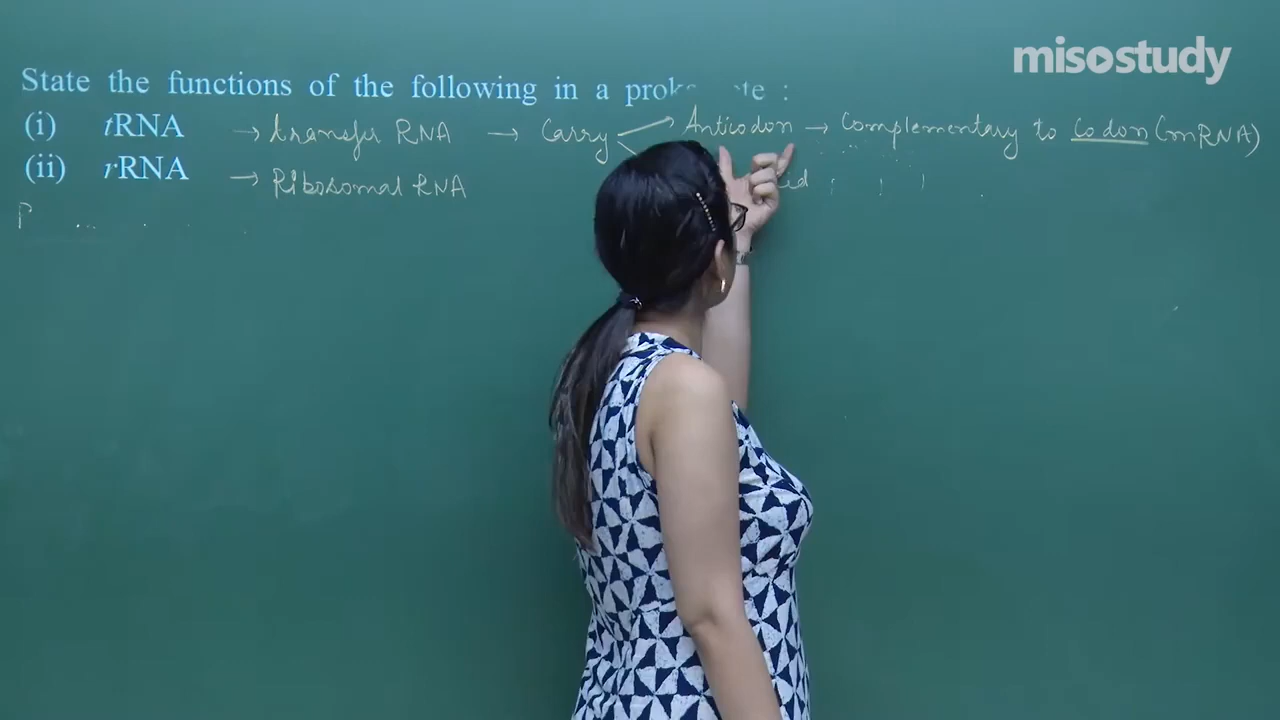 misostudy
State the functions of the following in a :
(i) tRNA → transfer RNA → Carry → Anticodon → Complementary to Codon (mRNA)
(ii) rRNA → Ribosomal RNA